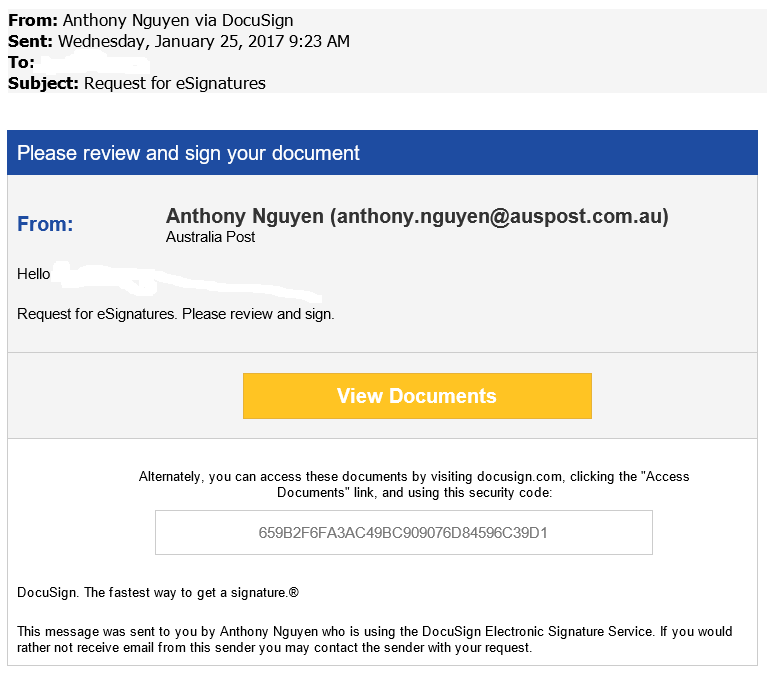 From: Anthony Nguyen via DocuSign
Sent: Wednesday, January 25, 2017 9:23 AM
To:
Subject: Request for eSignatures
Please review and sign your document
From:
Anthony Nguyen (anthony.nguyen@auspost.com.au)
Australia Post
Hello
Request for eSignatures. Please review and sign.
View Documents
Alternately, you can access these documents by visiting docusign.com, clicking the "Access
Documents" link, and using this security code:
659B2F6FA3AC49BC909076D84596C39D1
DocuSign. The fastest way to get a signature.®
This message was sent to you by Anthony Nguyen who is using the DocuSign Electronic Signature Service. If you would
rather not receive email from this sender you may contact the sender with your request.